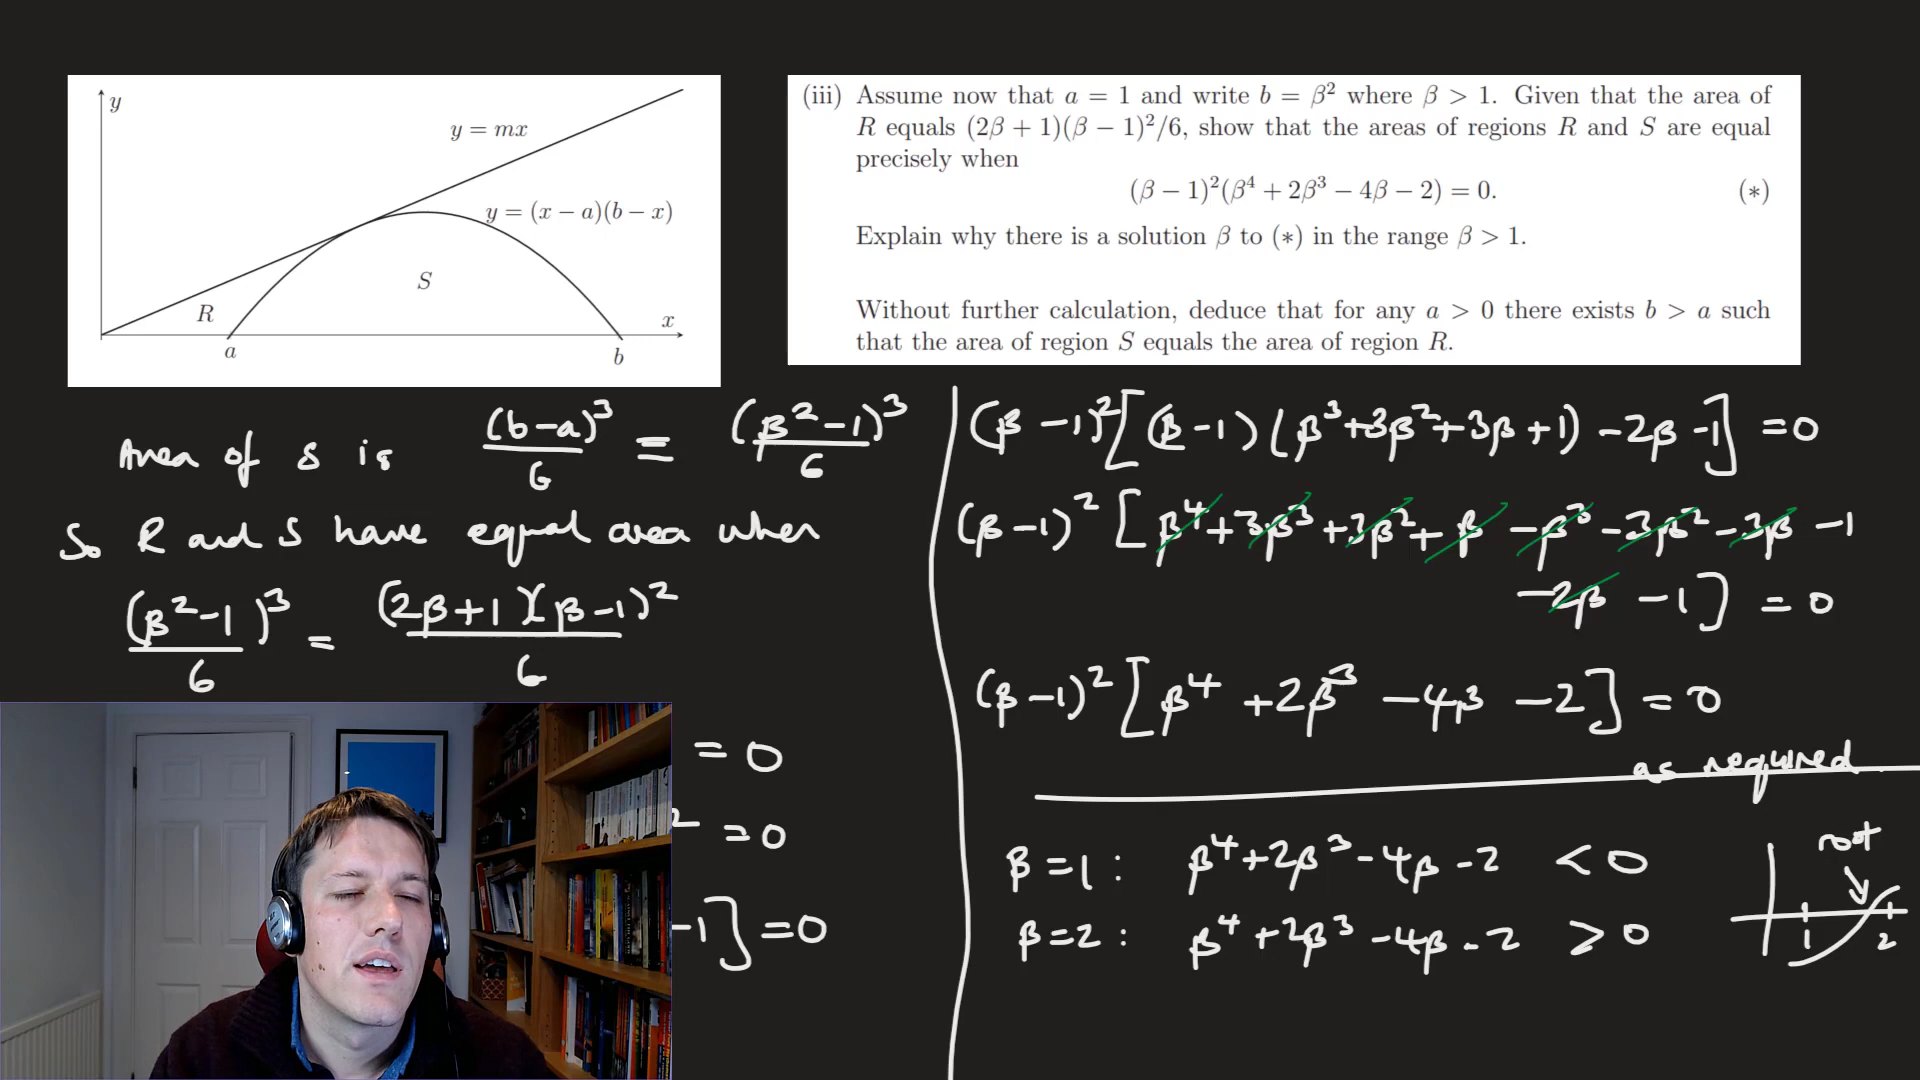 y
y = mx
y = (x − a)(b − x)
S
R
x
a
b
(iii) Assume now that a = 1 and write b = β² where β > 1. Given that the area of
R equals (2β + 1)(β − 1)²/6, show that the areas of regions R and S are equal
precisely when
(β − 1)²(β⁴ + 2β³ − 4β − 2) = 0. (∗)
Explain why there is a solution β to (∗) in the range β > 1.
Without further calculation, deduce that for any a > 0 there exists b > a such
that the area of region S equals the area of region R.
Area of S is (b-a)³/6 = (β²-1)³/6
So R and S have equal area when
(β²-1)³/6 = (2β+1)(β-1)²/6
= 0
² = 0
-1] = 0
(β-1)²[(β-1)(β³+3β²+3β+1) -2β -1] = 0
(β-1)²[β⁴+3β³+3β²+β -β³ -3β² -3β -1
-2β -1] = 0
(β-1)²[β⁴ +2β³ -4β -2] = 0
as required.
β=1 : β⁴+2β³-4β-2 < 0
β=2 : β⁴+2β³-4β-2 > 0
root
1 2